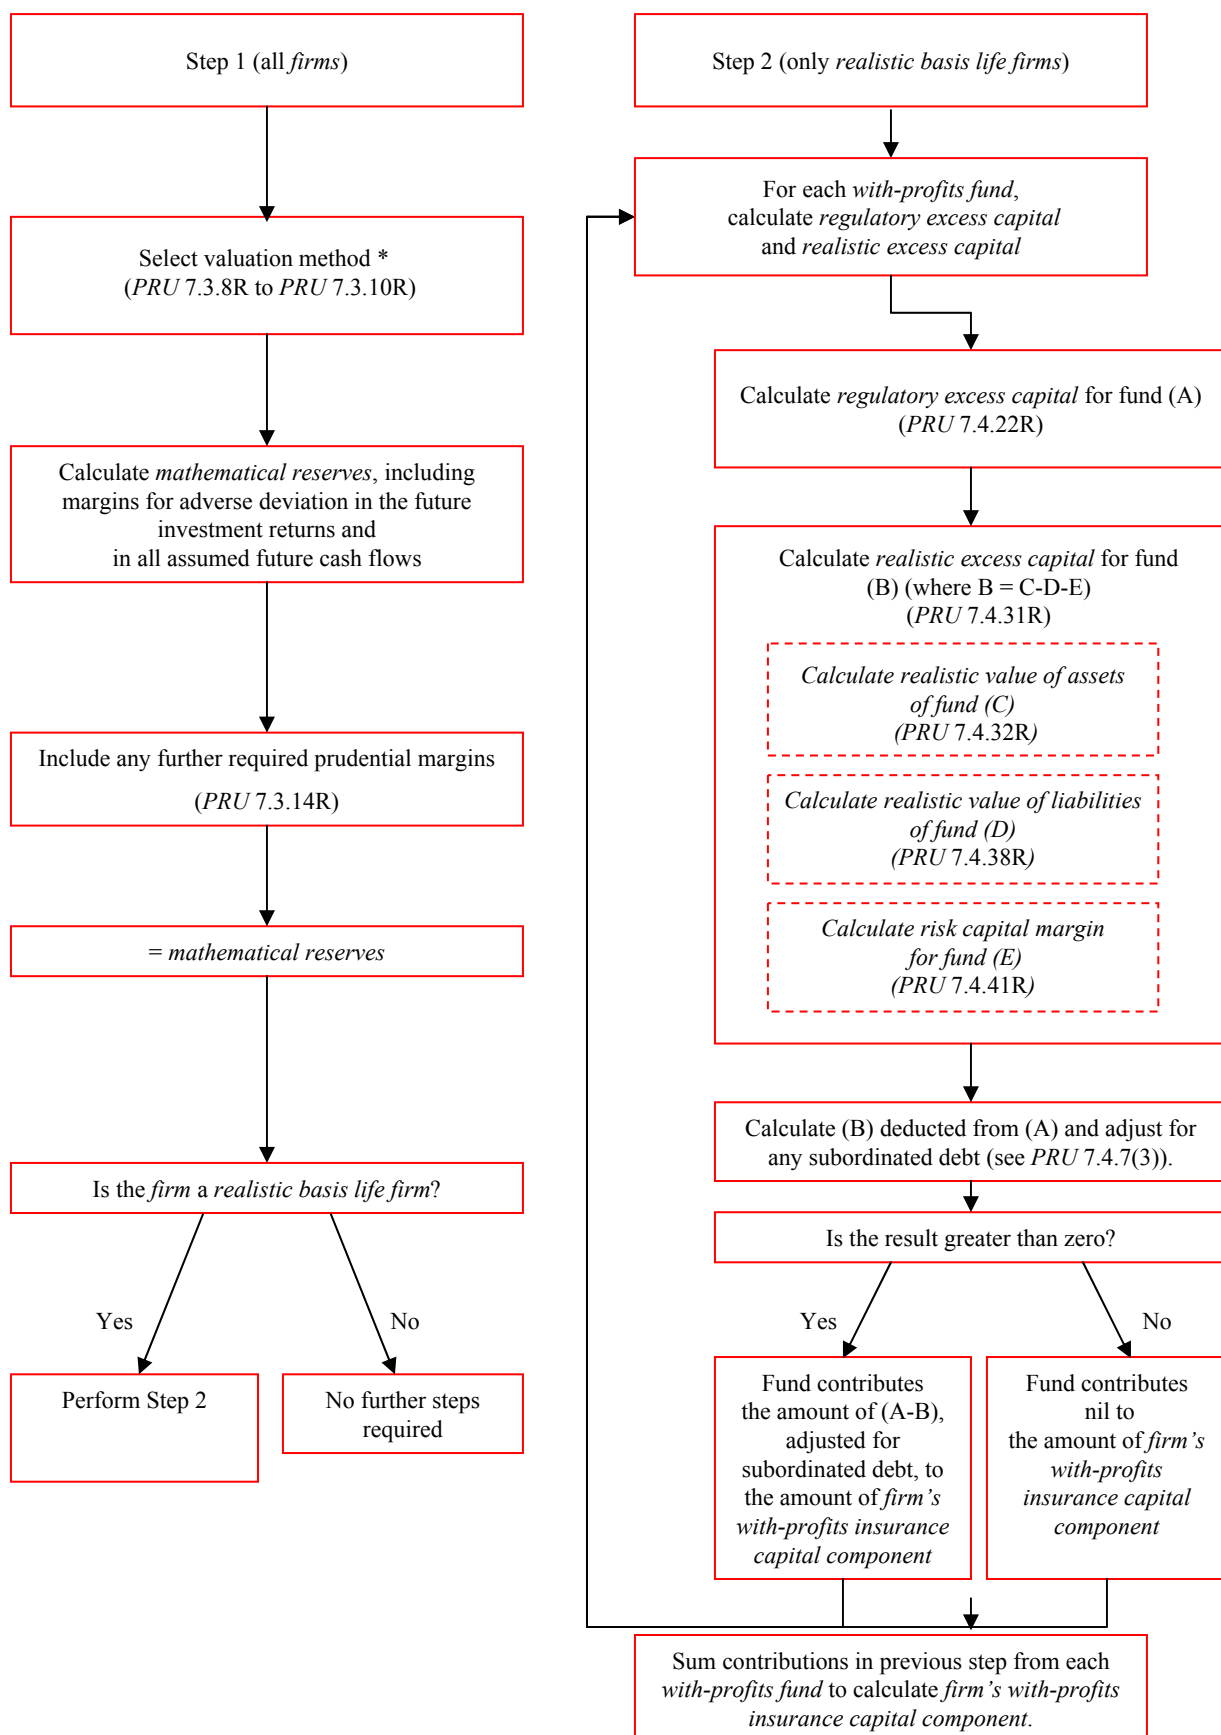 Step 1 (all firms)
Select valuation method *
(PRU 7.3.8R to PRU 7.3.10R)
Calculate mathematical reserves, including
margins for adverse deviation in the future
investment returns and
in all assumed future cash flows
Include any further required prudential margins
(PRU 7.3.14R)
= mathematical reserves
Is the firm a realistic basis life firm?
Yes
No
Perform Step 2
No further steps
required
Step 2 (only realistic basis life firms)
For each with-profits fund,
calculate regulatory excess capital
and realistic excess capital
Calculate regulatory excess capital for fund (A)
(PRU 7.4.22R)
Calculate realistic excess capital for fund
(B) (where B = C-D-E)
(PRU 7.4.31R)
Calculate realistic value of assets
of fund (C)
(PRU 7.4.32R)
Calculate realistic value of liabilities
of fund (D)
(PRU 7.4.38R)
Calculate risk capital margin
for fund (E)
(PRU 7.4.41R)
Calculate (B) deducted from (A) and adjust for
any subordinated debt (see PRU 7.4.7(3)).
Is the result greater than zero?
Yes
No
Fund contributes
the amount of (A-B),
adjusted for
subordinated debt, to
the amount of firm's
with-profits insurance
capital component
Fund contributes
nil to
the amount of firm's
with-profits
insurance capital
component
Sum contributions in previous step from each
with-profits fund to calculate firm's with-profits
insurance capital component.